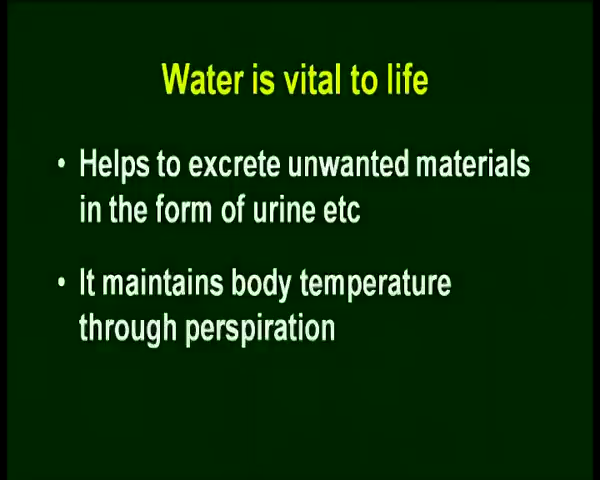 Water is vital to life
• Helps to excrete unwanted materials
in the form of urine etc
• It maintains body temperature
through perspiration